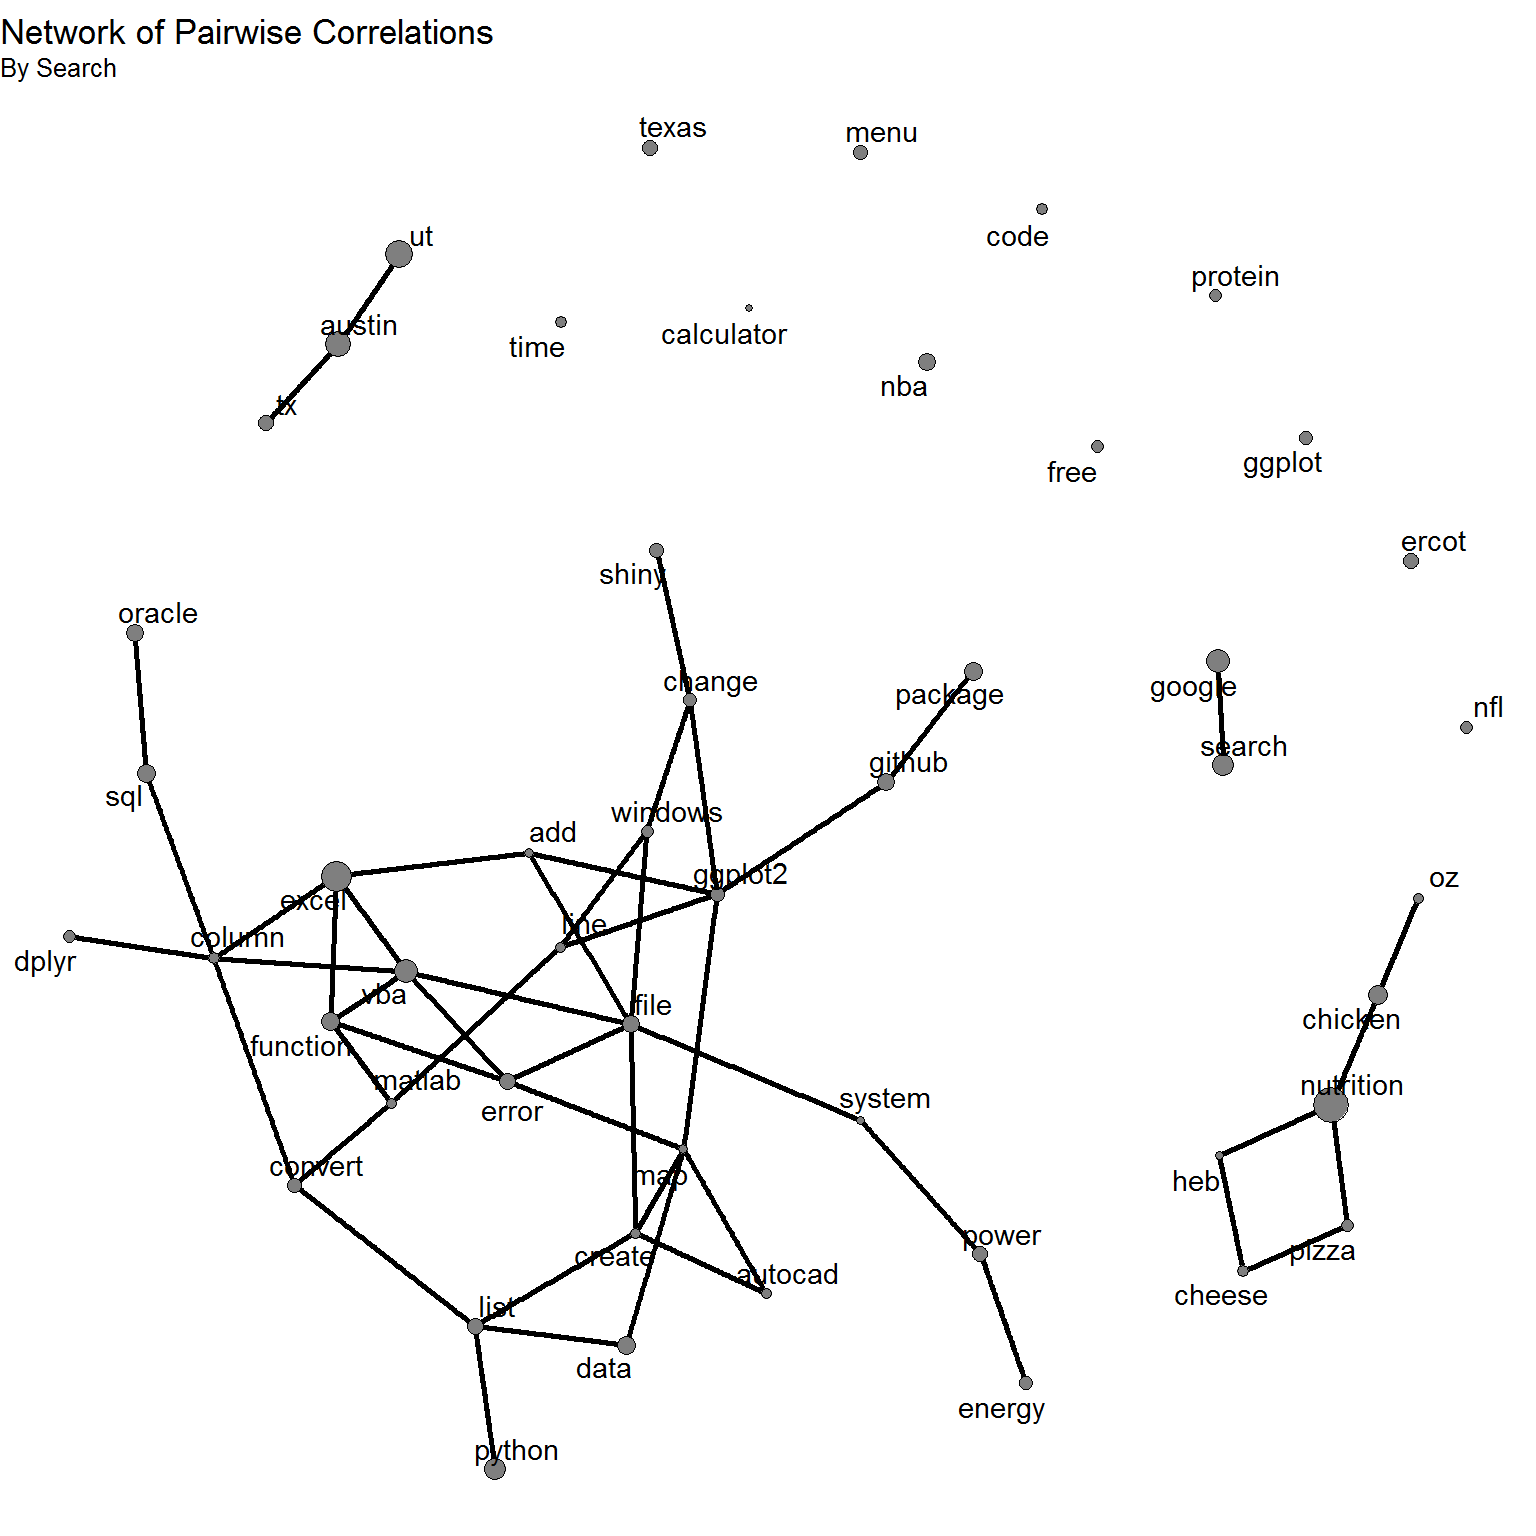 Network of Pairwise Correlations
By Search
texas
menu
code
ut
protein
austin
time
calculator
nba
tx
free
ggplot
ercot
shiny
oracle
change
package
google
nfl
search
github
sql
windows
add
ggplot2
excel
oz
line
column
dplyr
vba
file
chicken
function
matlab
error
system
nutrition
convert
map
heb
power
create
autocad
pizza
cheese
list
data
energy
python